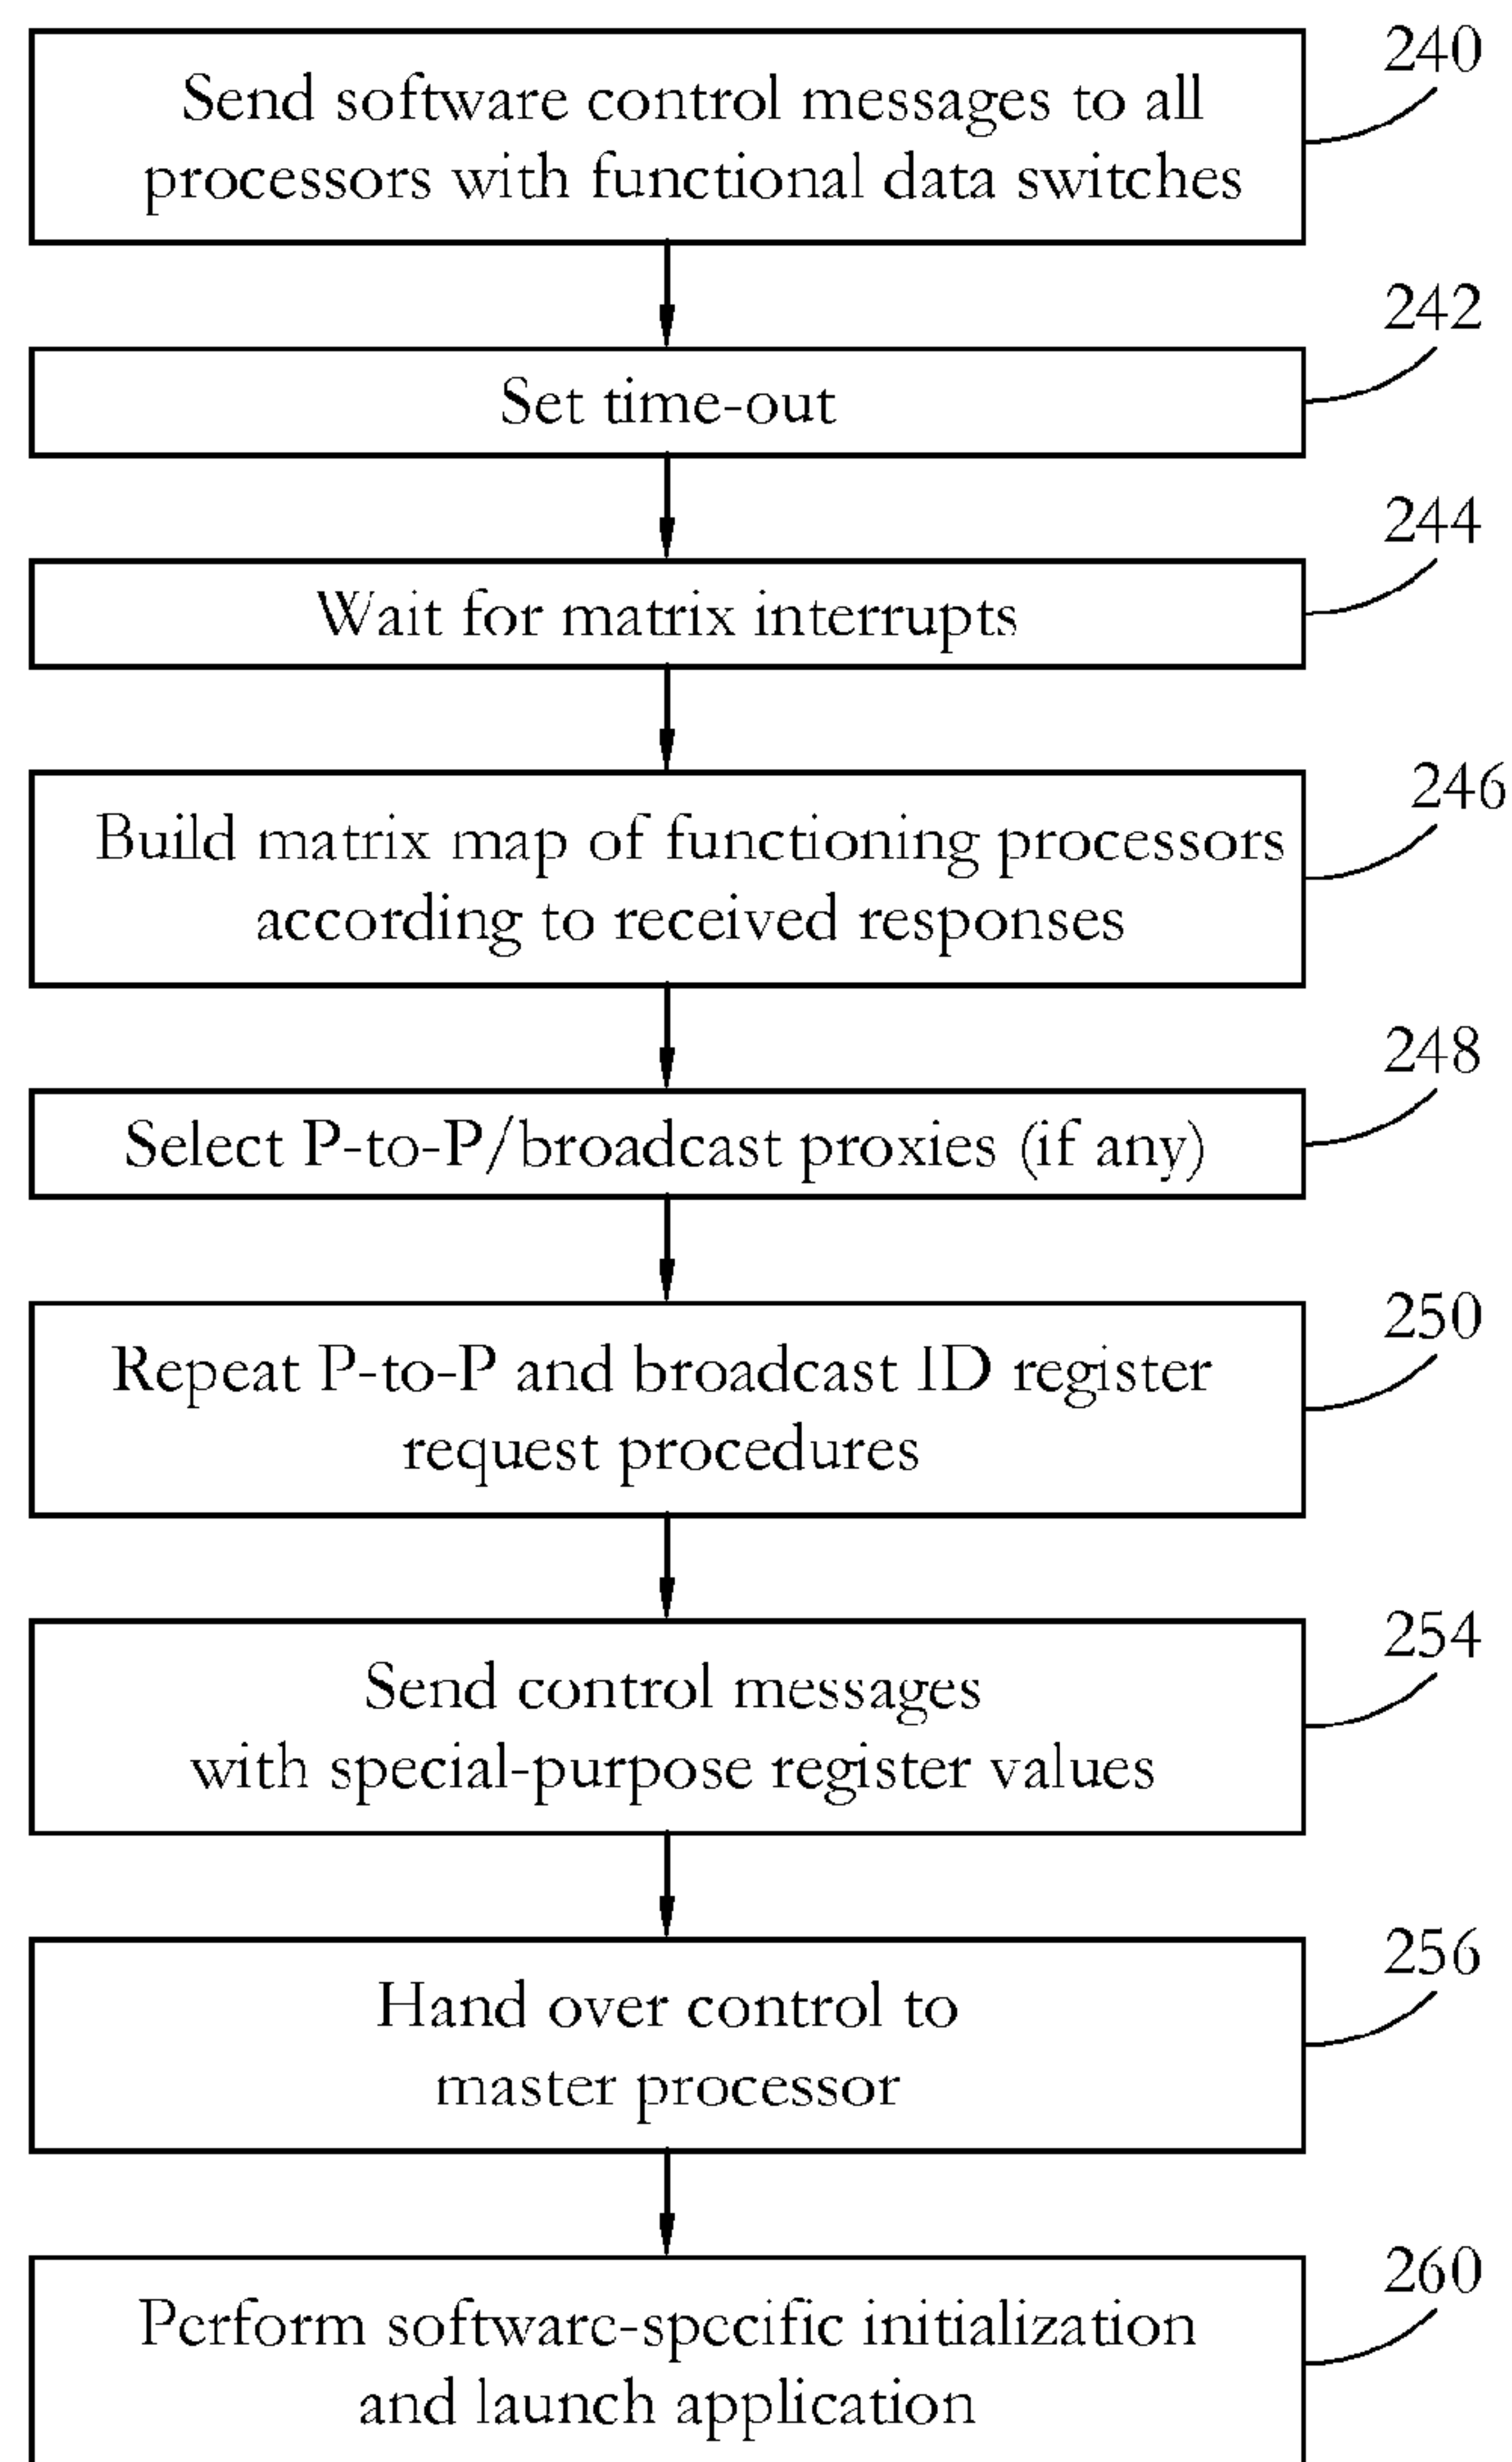 240
Send software control messages to all
processors with functional data switches
242
Set time-out
244
Wait for matrix interrupts
246
Build matrix map of functioning processors
according to received responses
248
Select P-to-P/broadcast proxies (if any)
250
Repeat P-to-P and broadcast ID register
request procedures
254
Send control messages
with special-purpose register values
256
Hand over control to
master processor
260
Perform software-specific initialization
and launch application